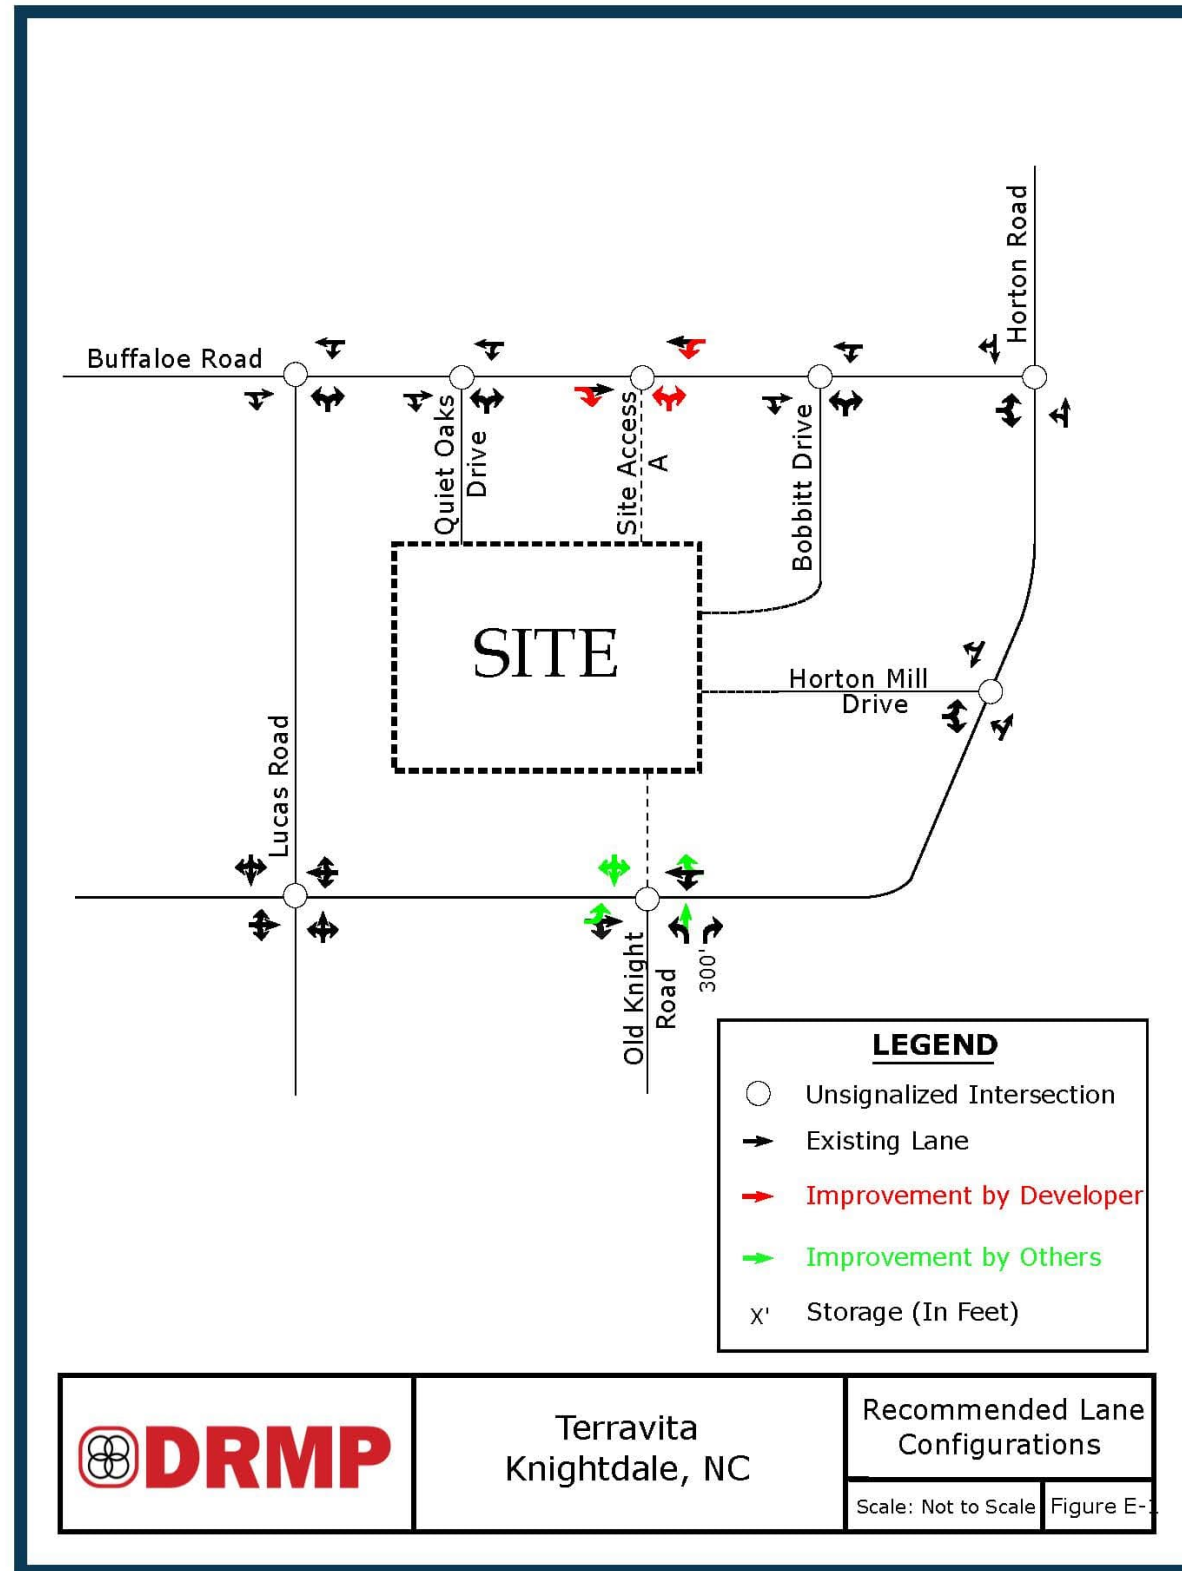 Horton Road
Buffaloe Road
Quiet Oaks
Drive
Site Access
A
Bobbitt Drive
SITE
Horton Mill
Drive
Lucas Road
Old Knight
Road
300'
LEGEND
Unsignalized Intersection
Existing Lane
Improvement by Developer
Improvement by Others
X' Storage (In Feet)
DRMP
Terravita
Knightdale, NC
Recommended Lane
Configurations
Scale: Not to Scale
Figure E-1